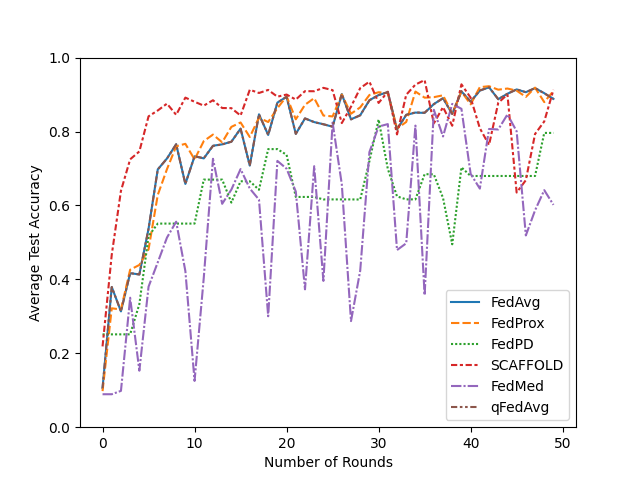 1.0
0.8
0.6
0.4
0.2
0.0
Average Test Accuracy
FedAvg
FedProx
FedPD
SCAFFOLD
FedMed
qFedAvg
0 10 20 30 40 50
Number of Rounds